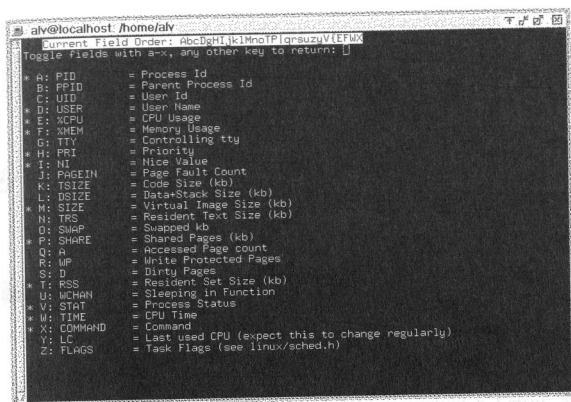 alv@localhost: /home/alv
Current Field Order: AbcDgHIjklMnoTP|qrsuzyV{EFWX
Toggle fields with a-x, any other key to return:
* A: PID = Process Id
B: PPID = Parent Process Id
C: UID = User Id
* D: USER = User Name
* E: %CPU = CPU Usage
* F: %MEM = Memory Usage
G: TTY = Controlling tty
* H: PRI = Priority
* I: NI = Nice Value
J: PAGEIN = Page Fault Count
K: TSIZE = Code Size (kb)
L: DSIZE = Data+Stack Size (kb)
* M: SIZE = Virtual Image Size (kb)
N: TRS = Resident Text Size (kb)
O: SWAP = Swapped kb
* P: SHARE = Shared Pages (kb)
Q: A = Accessed Page count
R: WP = Write Protected Pages
S: D = Dirty Pages
* T: RSS = Resident Set Size (kb)
U: WCHAN = Sleeping in Function
* V: STAT = Process Status
* W: TIME = CPU Time
* X: COMMAND = Command
Y: LC = Last used CPU (expect this to change regularly)
Z: FLAGS = Task Flags (see linux/sched.h)